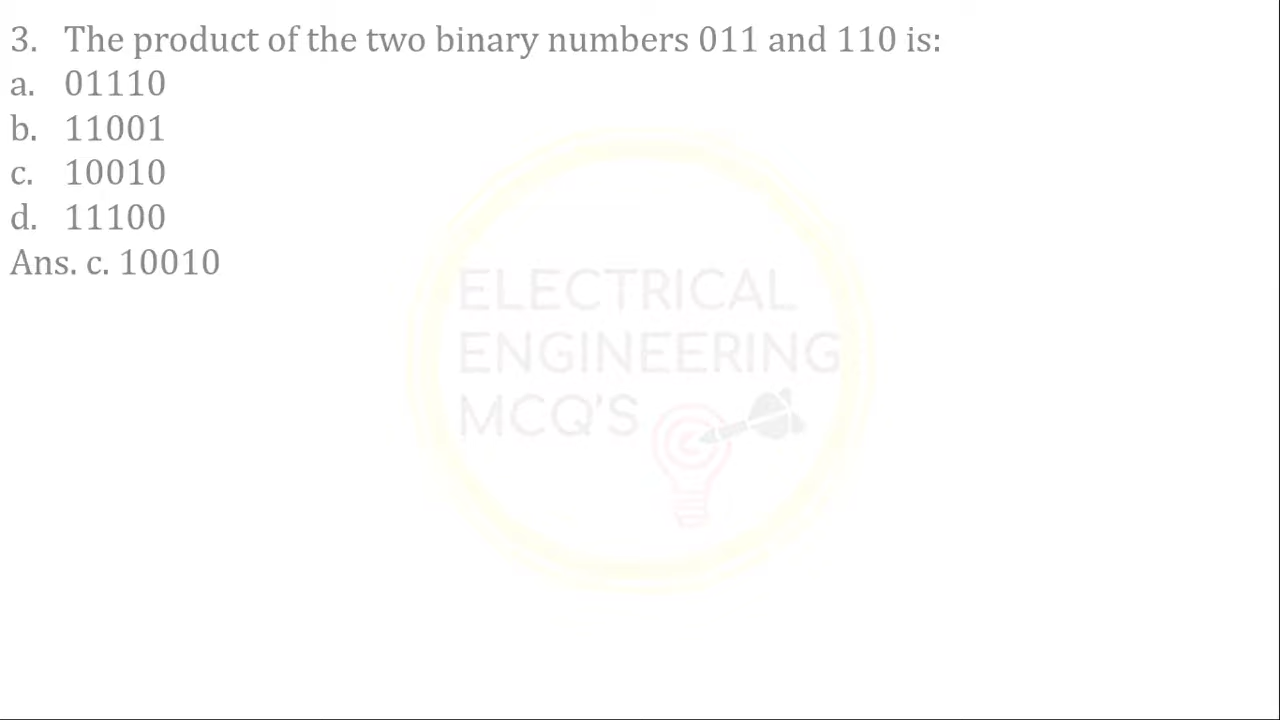 3. The product of the two binary numbers 011 and 110 is:
a. 01110
b. 11001
c. 10010
d. 11100
Ans. c. 10010
ELECTRICAL
ENGINEERING
MCQ'S